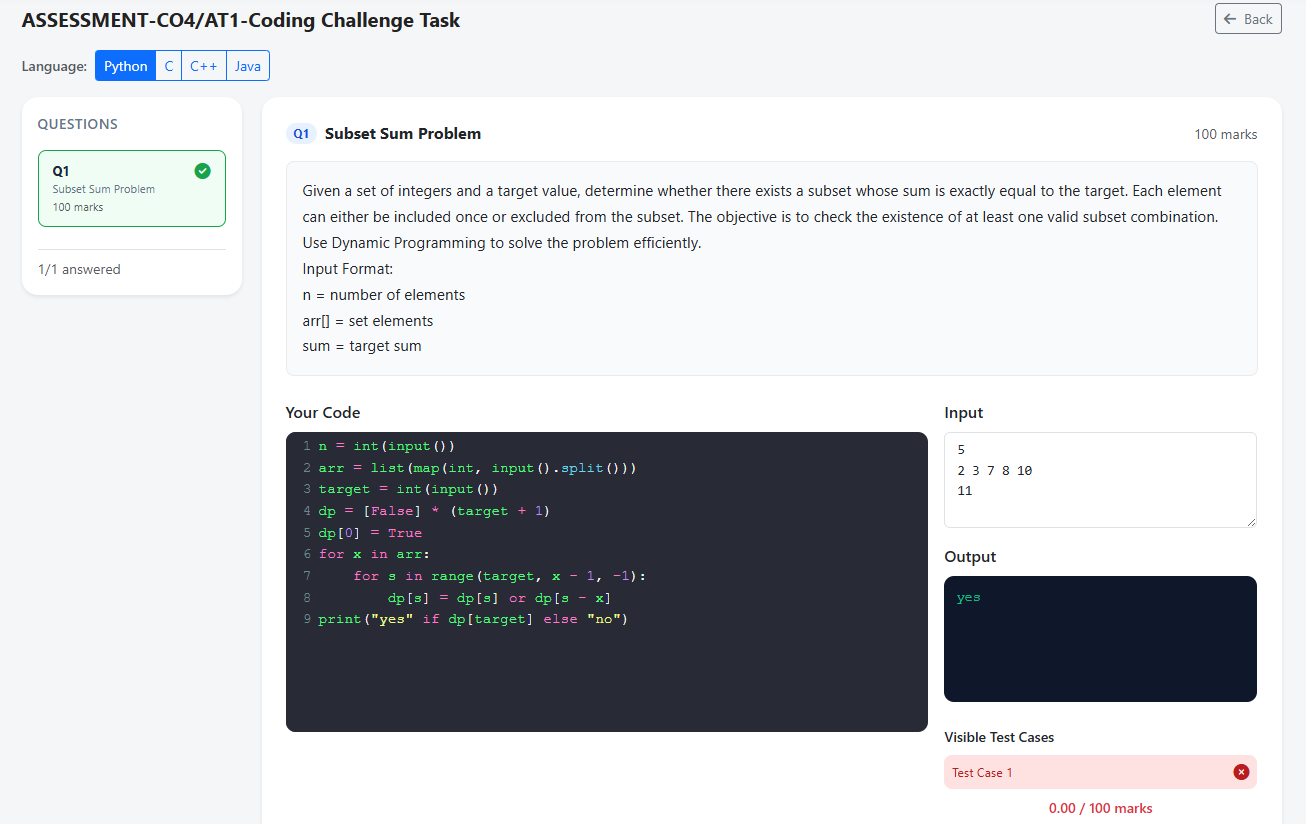 ASSESSMENT-CO4/AT1-Coding Challenge Task
Back
Language: Python C C++ Java
QUESTIONS
Q1
Subset Sum Problem
100 marks
1/1 answered
Q1 Subset Sum Problem
100 marks
Given a set of integers and a target value, determine whether there exists a subset whose sum is exactly equal to the target. Each element
can either be included once or excluded from the subset. The objective is to check the existence of at least one valid subset combination.
Use Dynamic Programming to solve the problem efficiently.
Input Format:
n = number of elements
arr[] = set elements
sum = target sum
Your Code
1 n = int(input())
2 arr = list(map(int, input().split()))
3 target = int(input())
4 dp = [False] * (target + 1)
5 dp[0] = True
6 for x in arr:
7     for s in range(target, x - 1, -1):
8         dp[s] = dp[s] or dp[s - x]
9 print("yes" if dp[target] else "no")
Input
5
2 3 7 8 10
11
Output
yes
Visible Test Cases
Test Case 1
0.00 / 100 marks